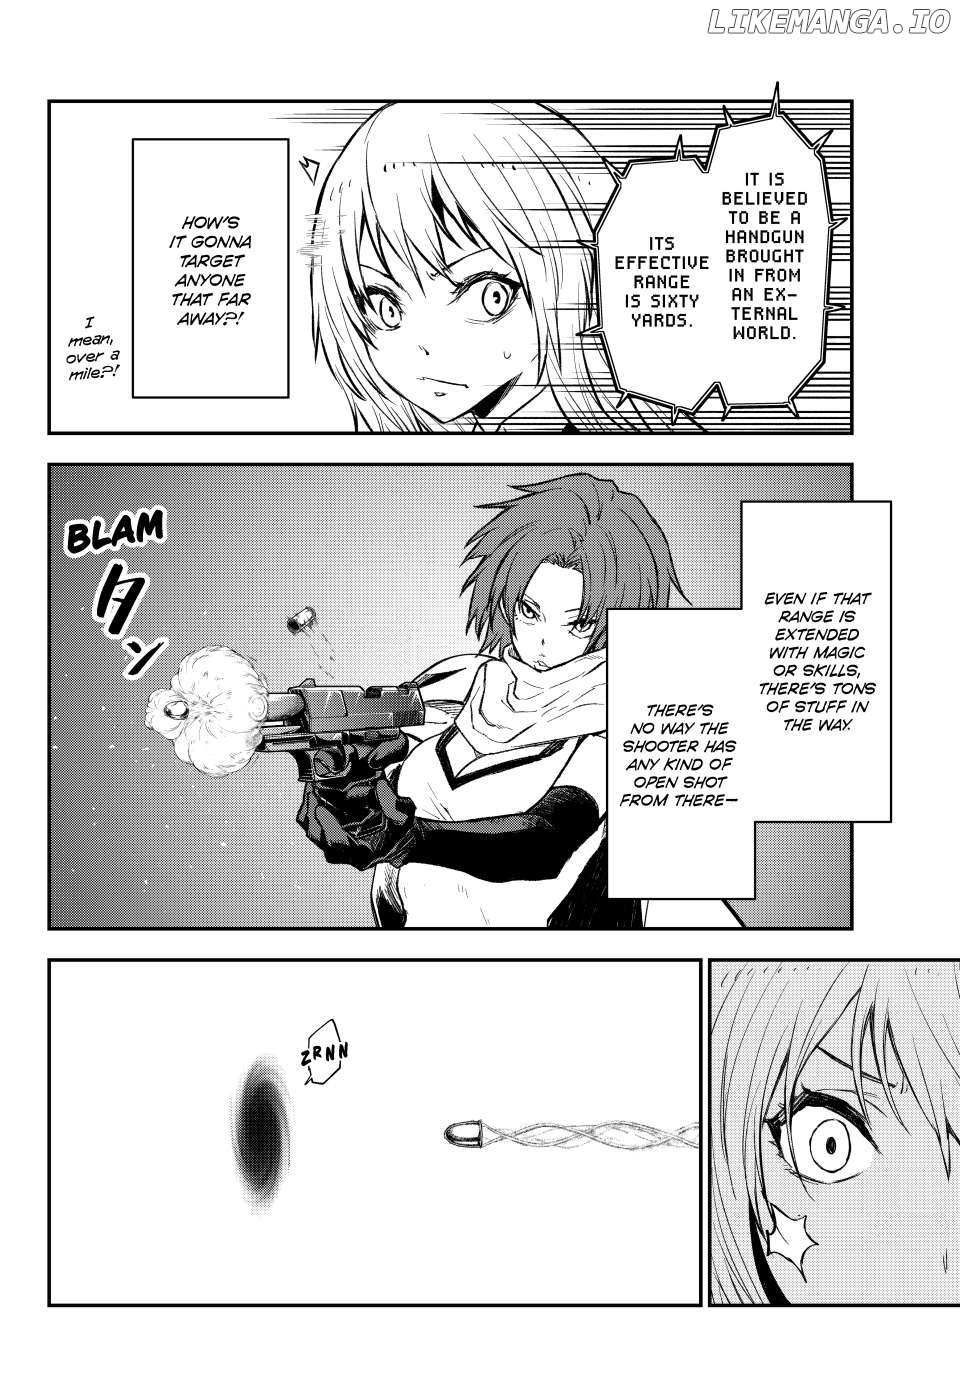 LIKEMANGA.IO
IT IS
BELIEVED
TO BE A
HANDGUN
BROUGHT
IN FROM
AN EX-
TERNAL
WORLD.
ITS
EFFECTIVE
RANGE
IS SIXTY
YARDS.
HOW'S
IT GONNA
TARGET
ANYONE
THAT FAR
AWAY?!
I
mean,
over a
mile?!
EVEN IF THAT
RANGE IS
EXTENDED
WITH MAGIC
OR SKILLS,
THERE'S TONS
OF STUFF IN
THE WAY.
THERE'S
NO WAY THE
SHOOTER HAS
ANY KIND OF
OPEN SHOT
FROM THERE—
BLAM
タン
ZRNN